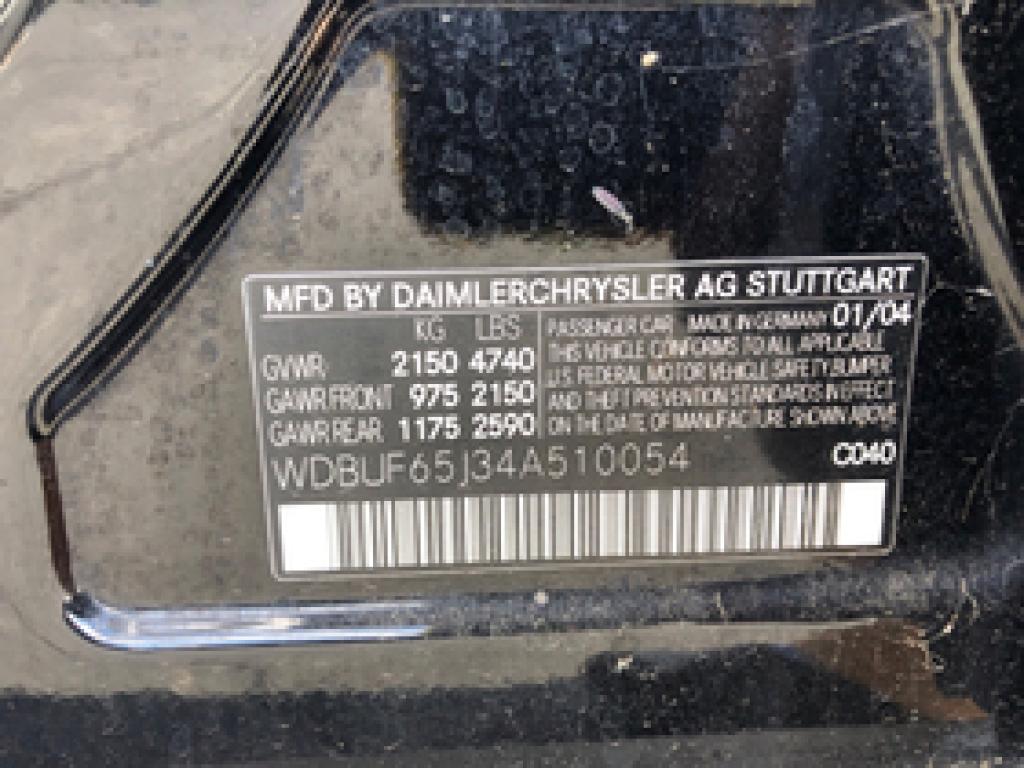 MFD BY DAIMLERCHRYSLER AG STUTTGART
KG LBS
GVWR 2150 4740
GAWR FRONT 975 2150
GAWR REAR 1175 2590
PASSENGER CAR MADE IN GERMANY 01/04
THIS VEHICLE CONFORMS TO ALL APPLICABLE
U.S. FEDERAL MOTOR VEHICLE SAFETY BUMPER
AND THEFT PREVENTION STANDARDS IN EFFECT
ON THE DATE OF MANUFACTURE SHOWN ABOVE
WDBUF65J34A510054 C040